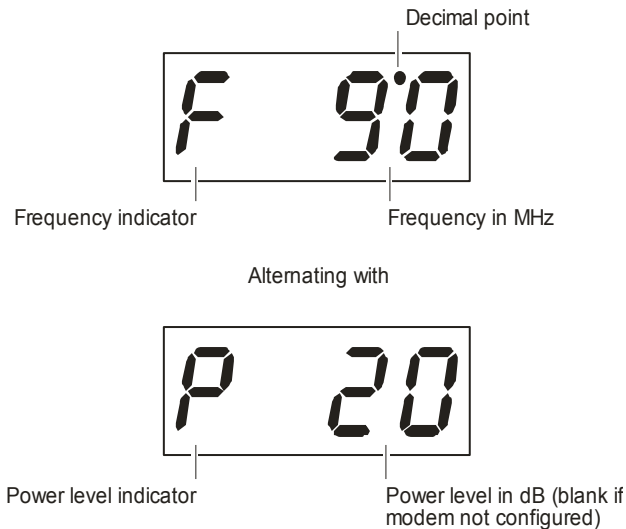 Decimal point
F 9.0
Frequency indicator
Frequency in MHz
Alternating with
P 20
Power level indicator
Power level in dB (blank if
modem not configured)